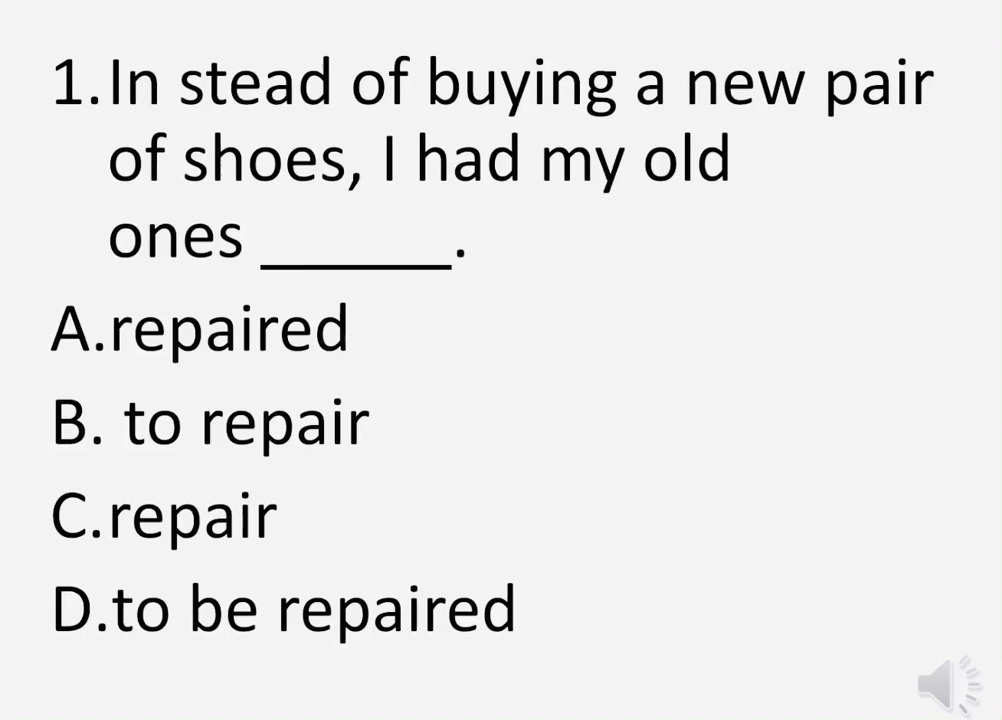 1. In stead of buying a new pair
of shoes, I had my old
ones ______.
A. repaired
B. to repair
C. repair
D. to be repaired